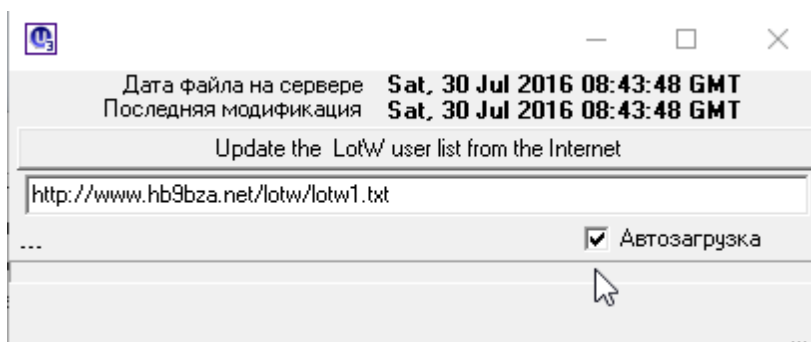 Дата файла на сервере Sat, 30 Jul 2016 08:43:48 GMT
Последняя модификация Sat, 30 Jul 2016 08:43:48 GMT
Update the LotW user list from the Internet
http://www.hb9bza.net/lotw/lotw1.txt
... Автозагрузка